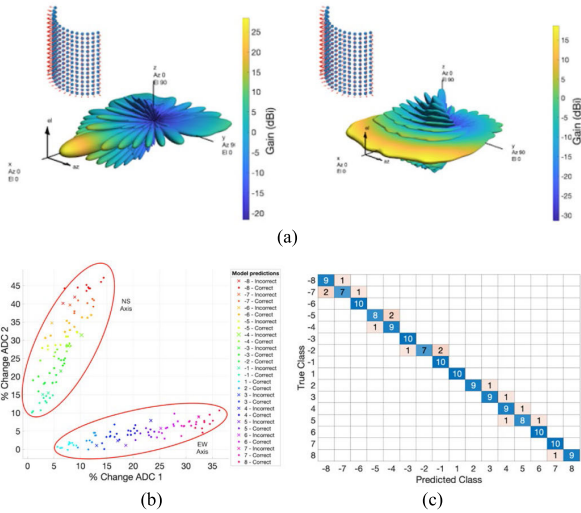 z
Az 0
El 90
el
az
x
Az 0
El 0
y
Az 90
El 0
25
20
15
10
5
0
-5
-10
-15
-20
Gain (dBi)
z
Az 0
El 90
el
az
x
Az 0
El 0
y
Az 90
El 0
15
10
5
0
-5
-10
-15
-20
-25
-30
Gain (dBi)
(a)
% Change ADC 2
45
40
35
30
25
20
15
10
5
0
NS
Axis
EW
Axis
0 5 10 15 20 25 30 35
% Change ADC 1
Model predictions
-8 - Incorrect
-8 - Correct
-7 - Incorrect
-7 - Correct
-6 - Incorrect
-6 - Correct
-5 - Incorrect
-5 - Correct
-4 - Incorrect
-4 - Correct
-3 - Incorrect
-3 - Correct
-2 - Correct
-1 - Incorrect
-1 - Correct
1 - Correct
2 - Correct
3 - Incorrect
3 - Correct
4 - Incorrect
4 - Correct
5 - Incorrect
5 - Correct
6 - Incorrect
6 - Correct
7 - Incorrect
7 - Correct
8 - Correct
(b)
True Class
-8 9 1
-7 2 7 1
-6 10
-5 8 2
-4 1 9
-3 10
-2 1 7 2
-1 10
1 10
2 9 1
3 9 1
4 9 1
5 1 8 1
6 10
7 10
8 1 9
-8 -7 -6 -5 -4 -3 -2 -1 1 2 3 4 5 6 7 8
Predicted Class
(c)